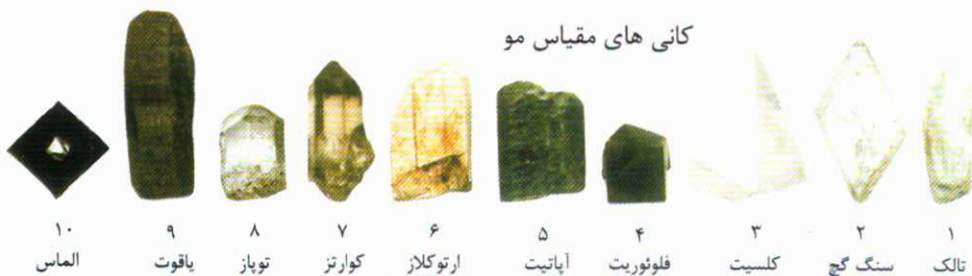 کانی های مقیاس مو
۱ ۲ ۳ ۴ ۵ ۶ ۷ ۸ ۹ ۱۰
تالک سنگ گچ کلسیت فلوئوریت آپاتیت ارتوکلاز کوارتز توپاز یاقوت الماس